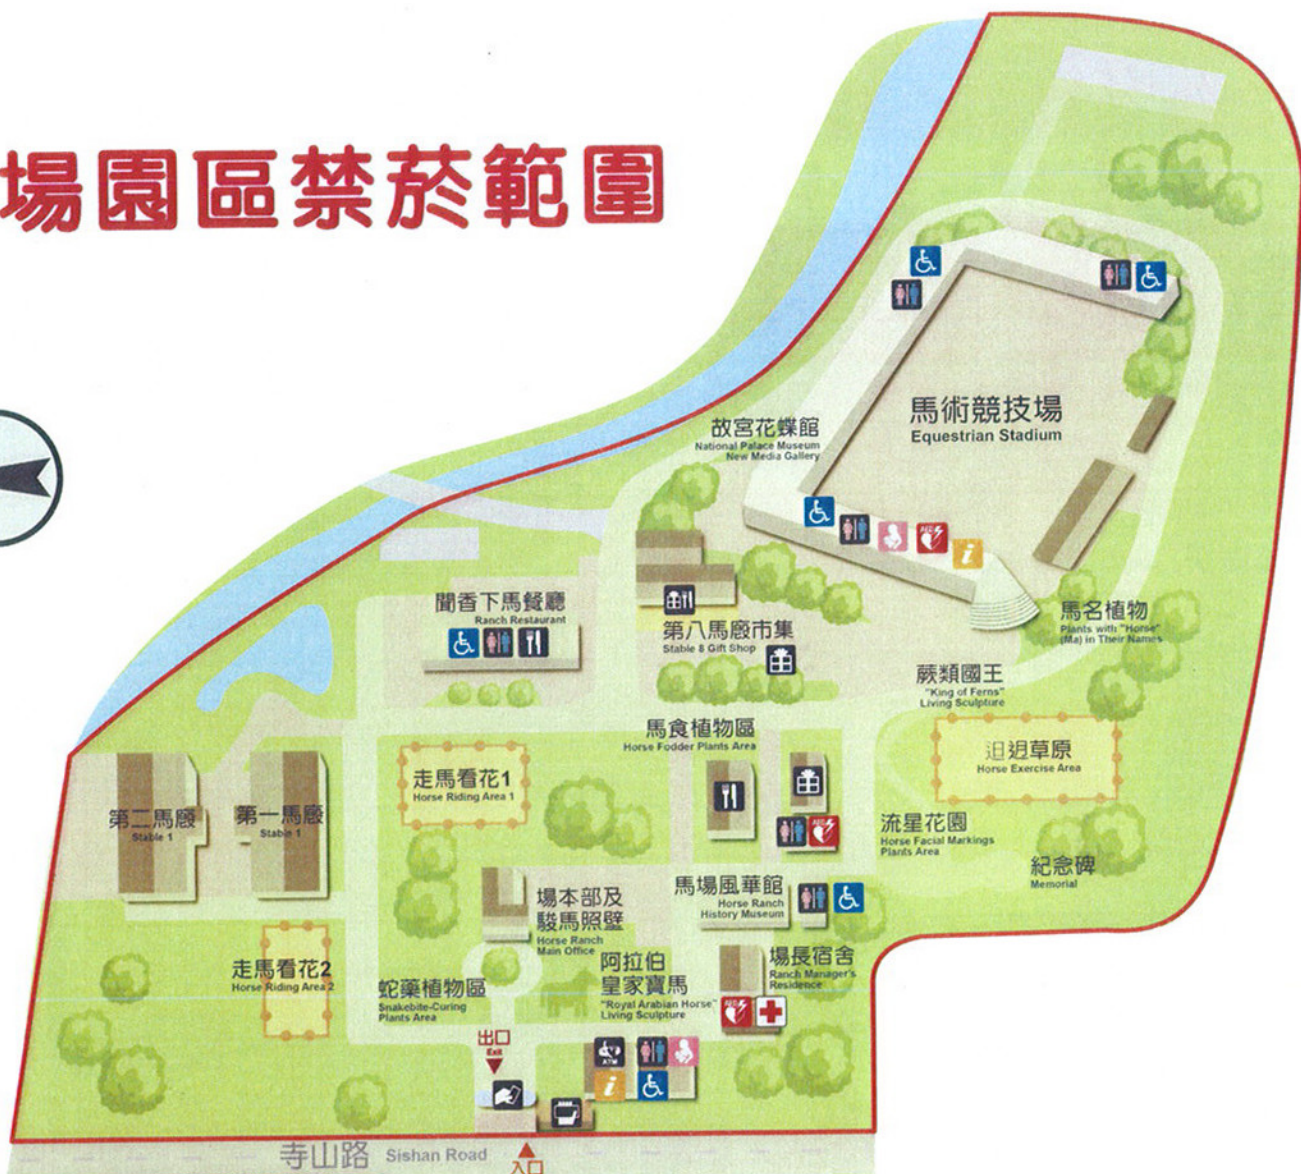 場園區禁菸範圍
馬術競技場
Equestrian Stadium
故宮花蝶館
National Palace Museum
New Media Gallery
聞香下馬餐廳
Ranch Restaurant
第八馬廄市集
Stable 8 Gift Shop
馬名植物
Plants with "Horse"
(Ma) in Their Names
蕨類國王
"King of Ferns"
Living Sculpture
馬食植物區
Horse Fodder Plants Area
走馬看花1
Horse Riding Area 1
迌迌草原
Horse Exercise Area
第二馬廄
Stable 1
第一馬廄
Stable 1
流星花園
Horse Facial Markings
Plants Area
紀念碑
Memorial
場本部及
駿馬照壁
Horse Ranch
Main Office
馬場風華館
Horse Ranch
History Museum
走馬看花2
Horse Riding Area 2
蛇藥植物區
Snakebite-Curing
Plants Area
阿拉伯
皇家寶馬
"Royal Arabian Horse"
Living Sculpture
場長宿舍
Ranch Manager's
Residence
AED
AED
AED
ATM
出口
Exit
寺山路 Sishan Road
入口